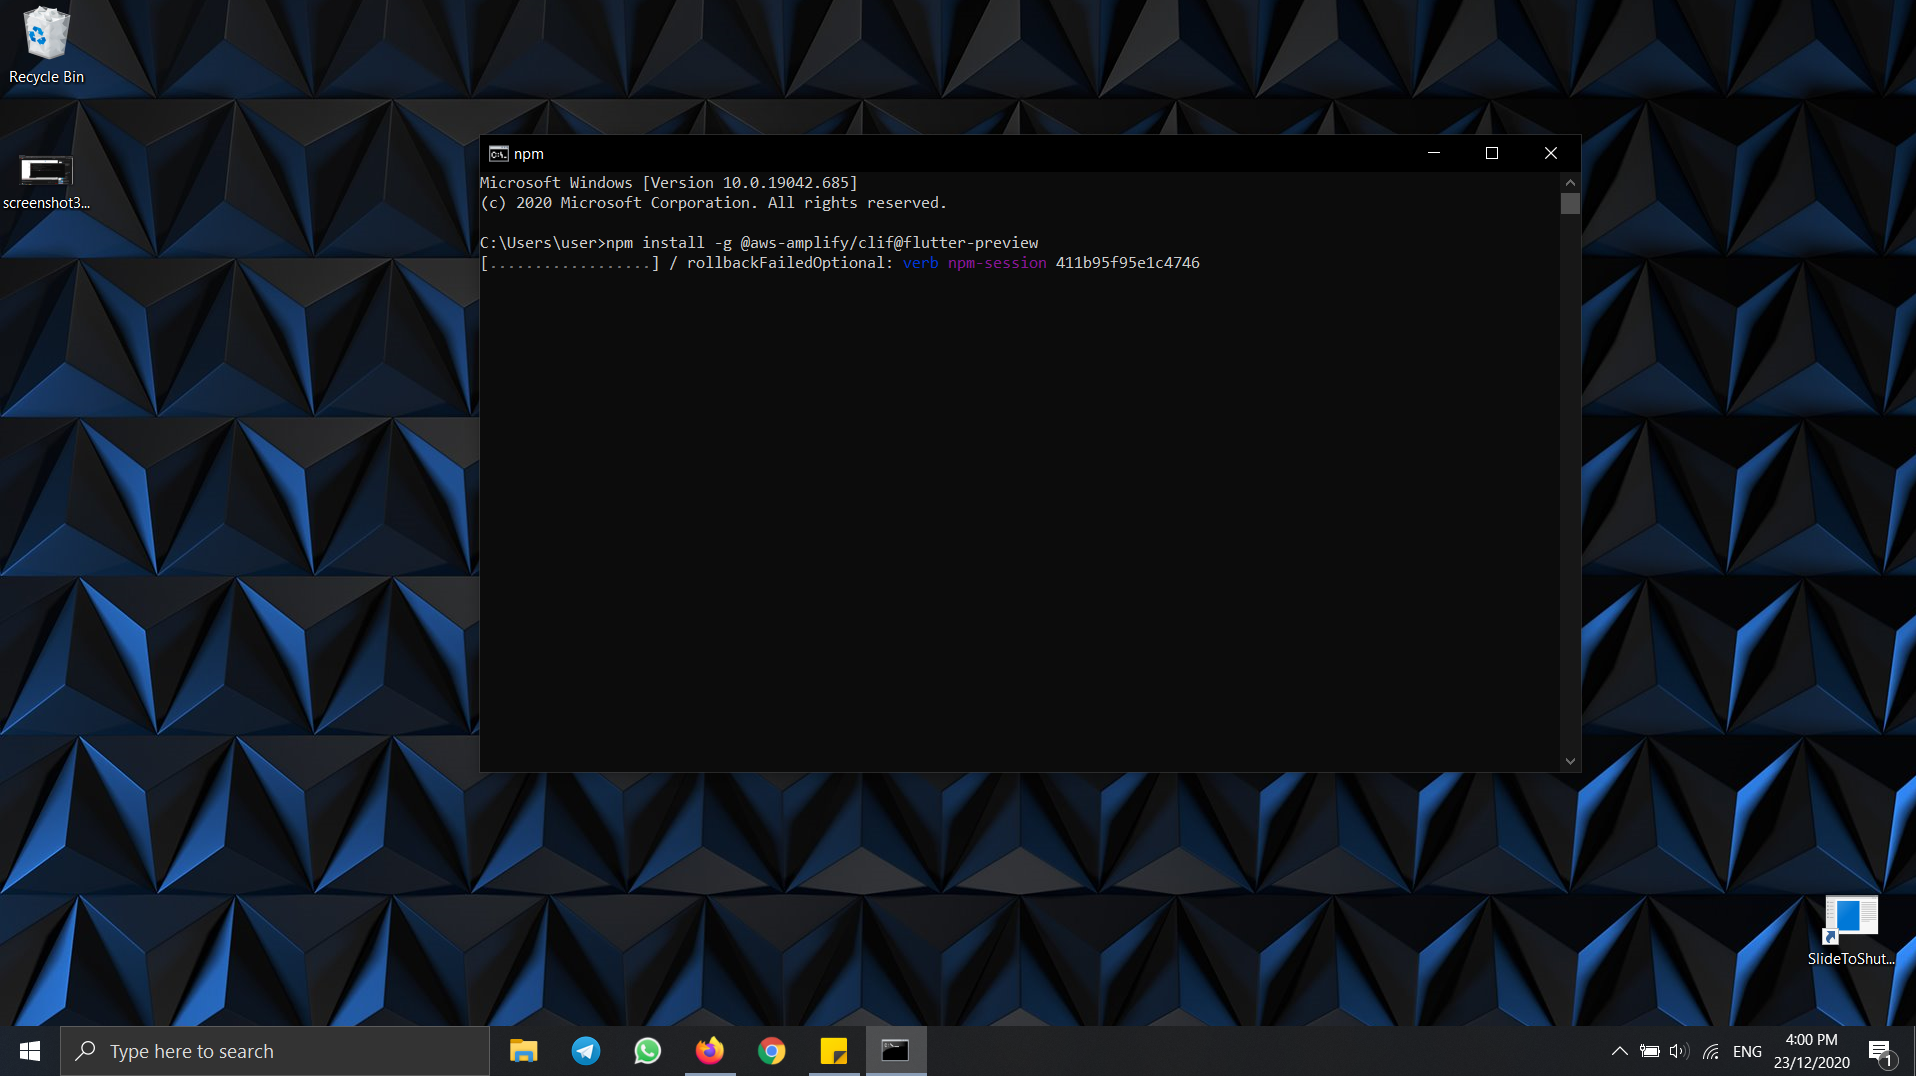 Recycle Bin
screenshot3...
npm
Microsoft Windows [Version 10.0.19042.685]
(c) 2020 Microsoft Corporation. All rights reserved.
C:\Users\user>npm install -g @aws-amplify/clif@flutter-preview
[..................] / rollbackFailedOptional: verb npm-session 411b95f95e1c4746
SlideToShut...
Type here to search
ENG
4:00 PM
23/12/2020
1